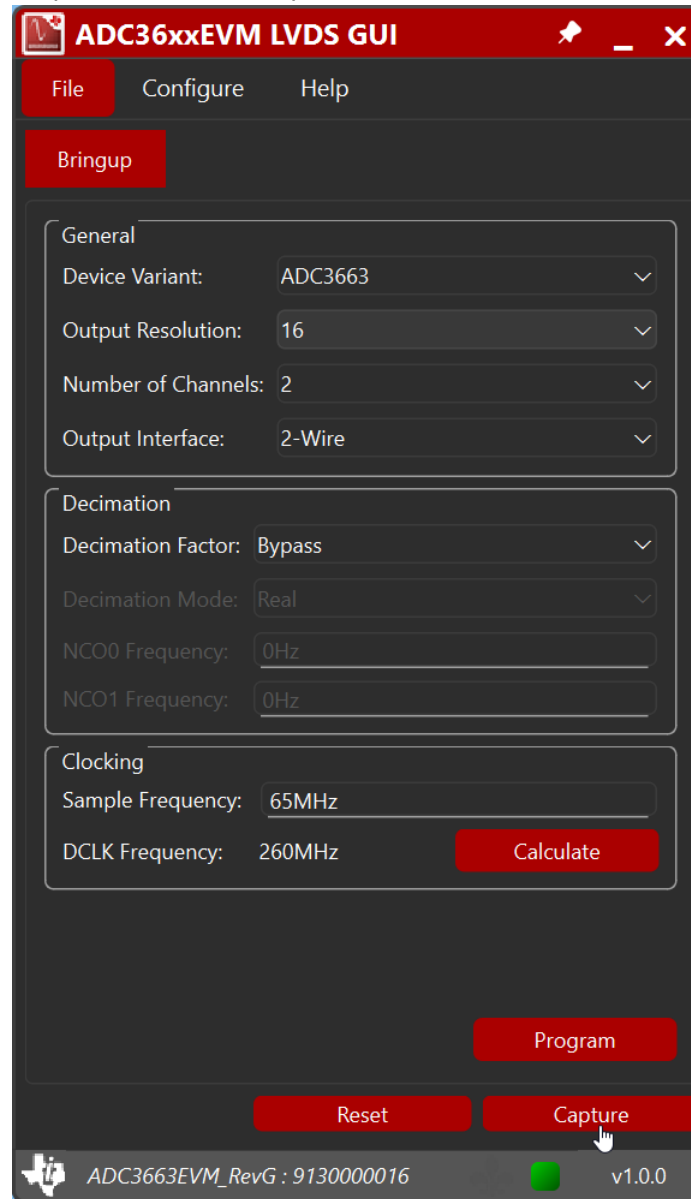 ADC36xxEVM LVDS GUI
File Configure Help
Bringup
General
Device Variant: ADC3663
Output Resolution: 16
Number of Channels: 2
Output Interface: 2-Wire
Decimation
Decimation Factor: Bypass
Decimation Mode: Real
NCO0 Frequency: 0Hz
NCO1 Frequency: 0Hz
Clocking
Sample Frequency: 65MHz
DCLK Frequency: 260MHz Calculate
Program
Reset Capture
ADC3663EVM_RevG : 9130000016 v1.0.0